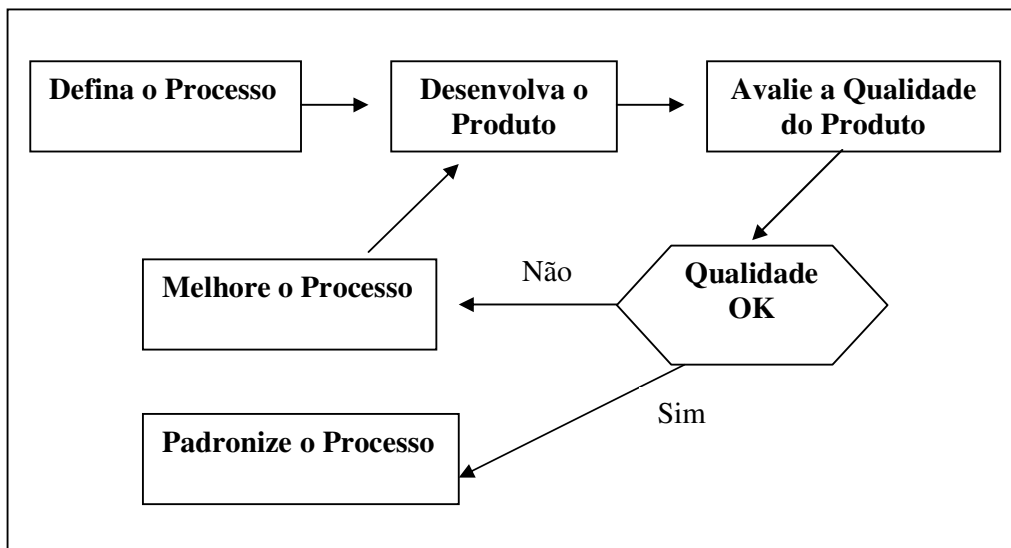 Defina o Processo
Desenvolva o
Produto
Avalie a Qualidade
do Produto
Melhore o Processo
Não
Qualidade
OK
Sim
Padronize o Processo